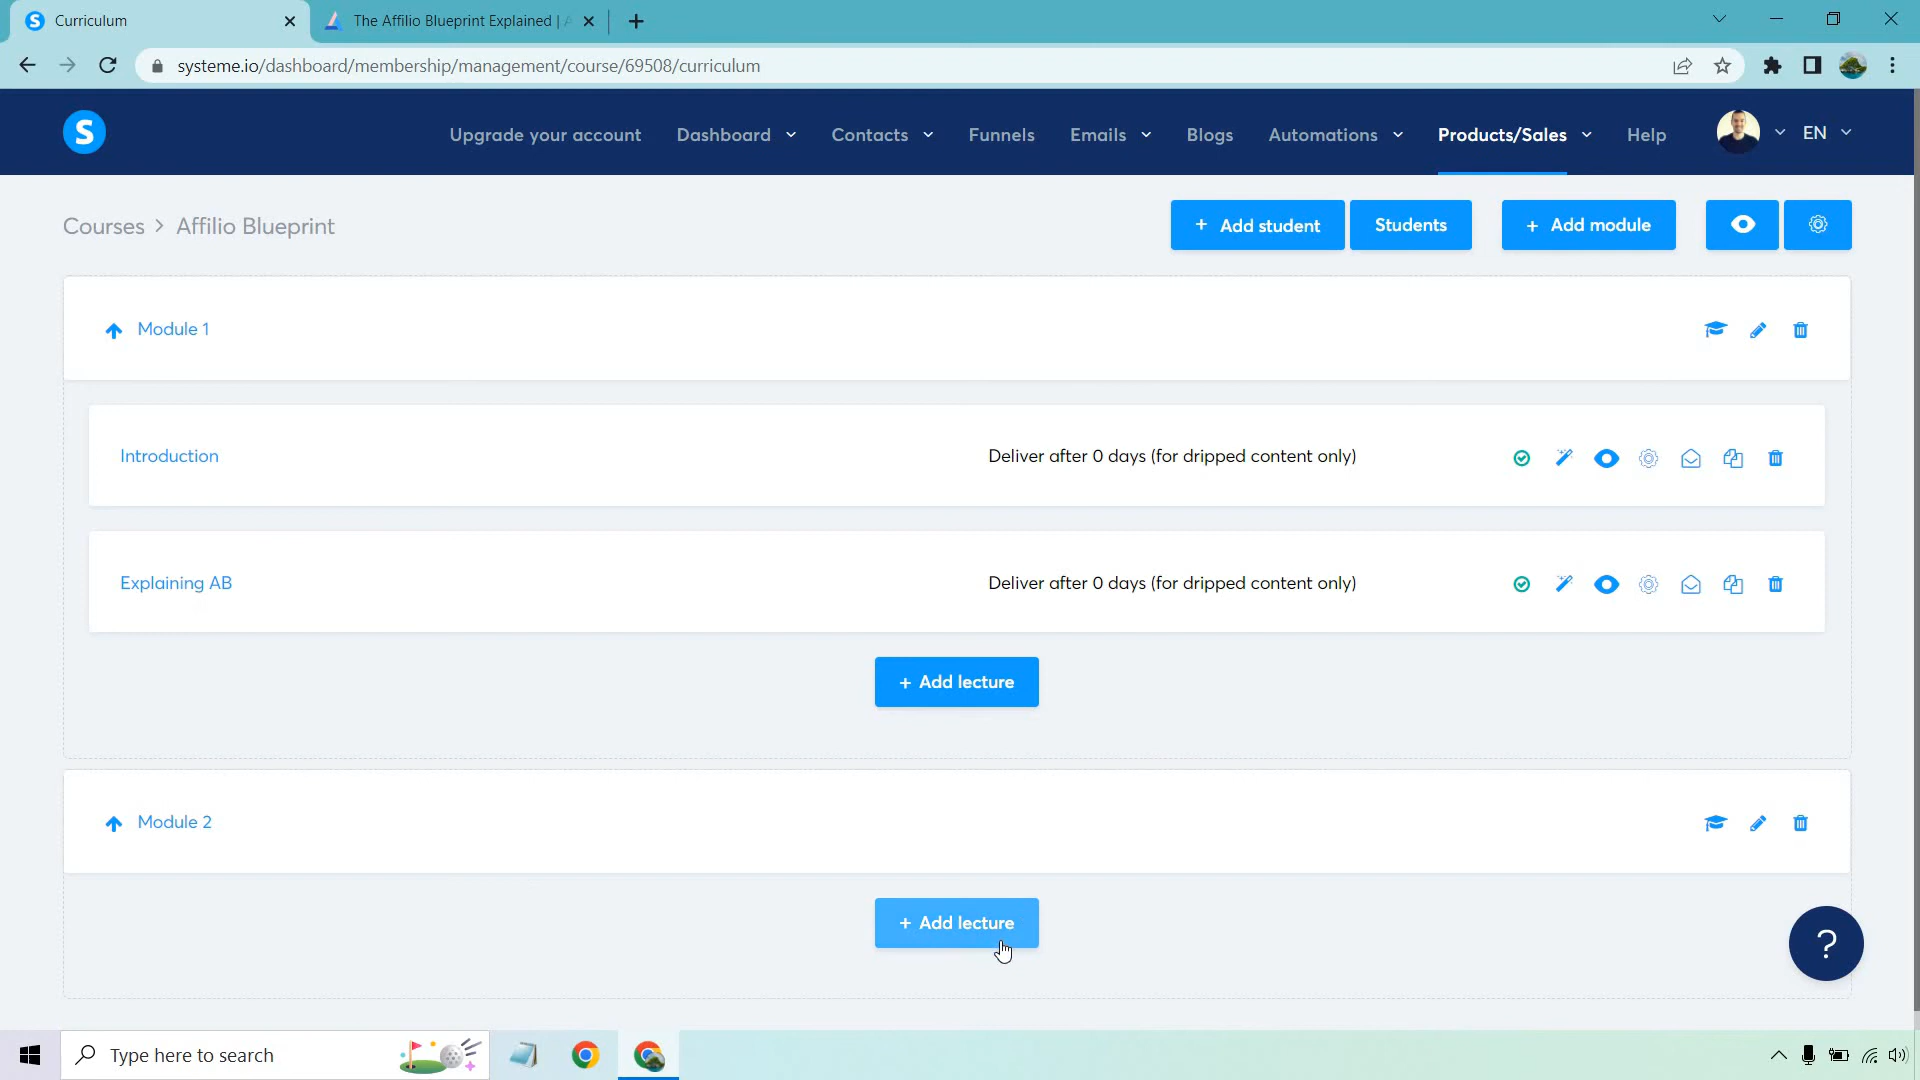 Curriculum
The Affilio Blueprint Explained |
systeme.io/dashboard/membership/management/course/69508/curriculum
S
Upgrade your account
Dashboard
Contacts
Funnels
Emails
Blogs
Automations
Products/Sales
Help
EN
Courses > Affilio Blueprint
+ Add student
Students
+ Add module
Module 1
Introduction
Deliver after 0 days (for dripped content only)
Explaining AB
Deliver after 0 days (for dripped content only)
+ Add lecture
Module 2
+ Add lecture
?
Type here to search